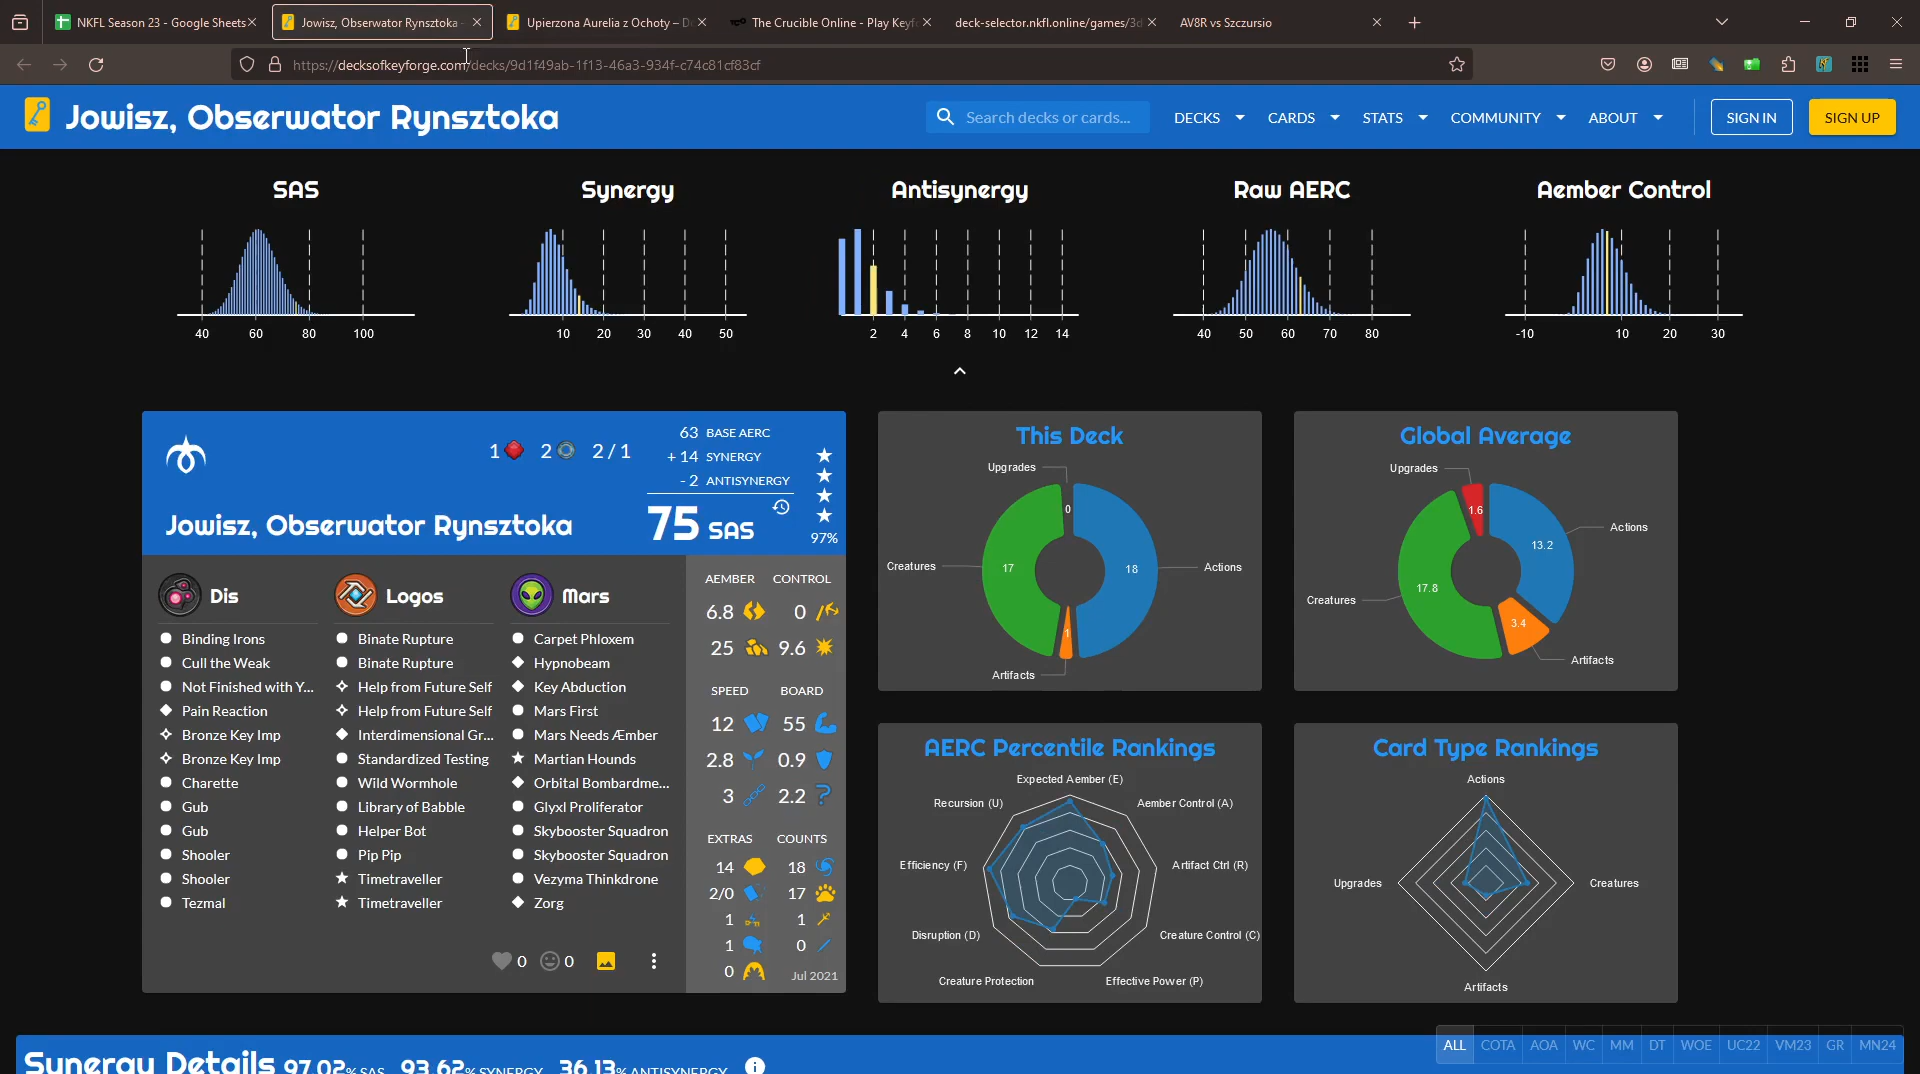 NKFL Season 23 - Google Sheets
Jowisz, Obserwator Rynsztoka -
Upierzona Aurelia z Ochoty – De
The Crucible Online - Play Keyfo
deck-selector.nkfl.online/games/3d
AV8R vs Szczursio
https://decksofkeyforge.com/decks/9d1f49ab-1f13-46a3-934f-c74c81cf83cf
Jowisz, Obserwator Rynsztoka
Search decks or cards...
DECKS
CARDS
STATS
COMMUNITY
ABOUT
SIGN IN
SIGN UP
SAS
Synergy
Antisynergy
Raw AERC
Aember Control
40 60 80 100
10 20 30 40 50
2 4 6 8 10 12 14
40 50 60 70 80
-10 10 20 30
1 2 2 / 1
63 BASE AERC
+ 14 SYNERGY
- 2 ANTISYNERGY
75 SAS
97%
Jowisz, Obserwator Rynsztoka
Dis
Binding Irons
Cull the Weak
Not Finished with Y...
Pain Reaction
Bronze Key Imp
Bronze Key Imp
Charette
Gub
Gub
Shooler
Shooler
Tezmal
Logos
Binate Rupture
Binate Rupture
Help from Future Self
Help from Future Self
Interdimensional Gr...
Standardized Testing
Wild Wormhole
Library of Babble
Helper Bot
Pip Pip
Timetraveller
Timetraveller
Mars
Carpet Phloxem
Hypnobeam
Key Abduction
Mars First
Mars Needs Æmber
Martian Hounds
Orbital Bombardme...
Glyxl Proliferator
Skybooster Squadron
Skybooster Squadron
Vezyma Thinkdrone
Zorg
0 0
AEMBER CONTROL
6.8 0
25 9.6
SPEED BOARD
12 55
2.8 0.9
3 2.2
EXTRAS COUNTS
14 18
2/0 17
1 1
1 0
0 Jul 2021
This Deck
Upgrades
0
Creatures
17
18
Actions
1
Artifacts
Global Average
Upgrades
1.6
Actions
13.2
17.8
Creatures
3.4
Artifacts
AERC Percentile Rankings
Expected Aember (E)
Recursion (U)
Aember Control (A)
Efficiency (F)
Artifact Ctrl (R)
Disruption (D)
Creature Control (C)
Creature Protection
Effective Power (P)
Card Type Rankings
Actions
Upgrades
Creatures
Artifacts
Synergy Details 97.02% SAS 93.62% SYNERGY 36.13% ANTISYNERGY
ALL COTA AOA WC MM DT WOE UC22 VM23 GR MN24